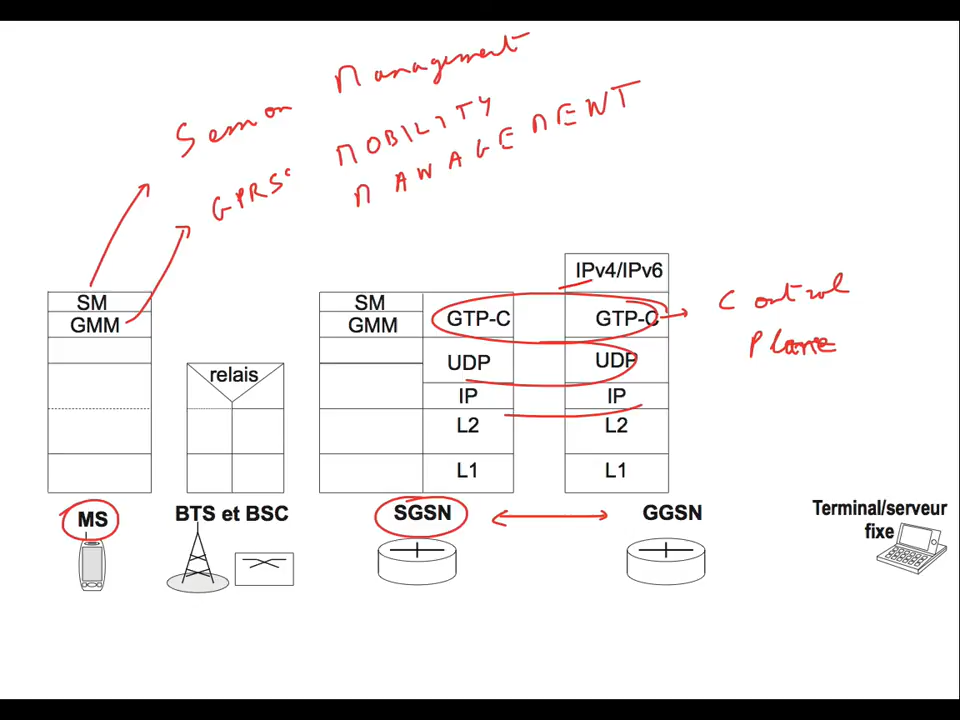 Session Management
GPRS MOBILITY
MANAGEMENT
IPv4/IPv6
SM
GMM
SM
GMM
GTP-C
GTP-C
Control
Plane
relais
UDP
UDP
IP
IP
L2
L2
L1
L1
MS
BTS et BSC
SGSN
GGSN
Terminal/serveur
fixe